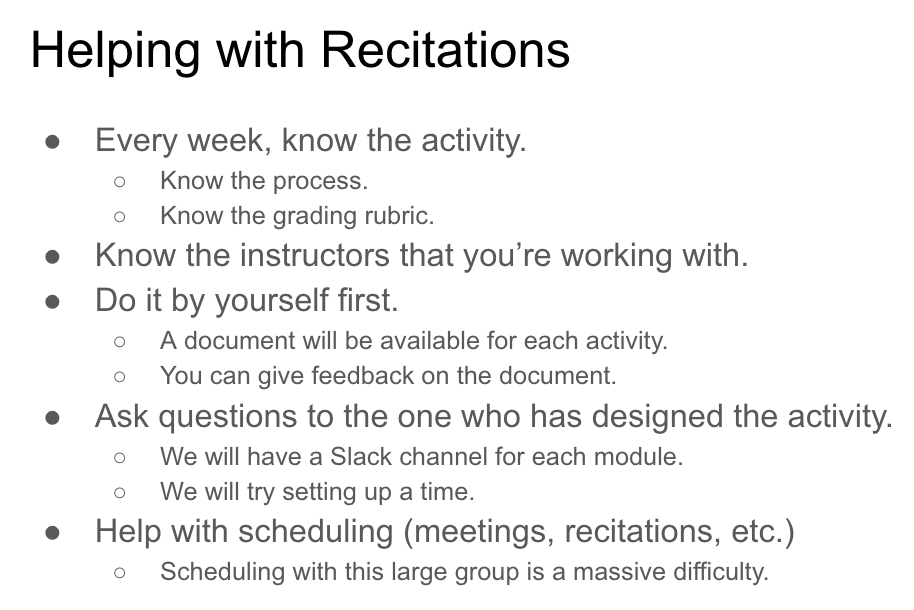 Helping with Recitations
● Every week, know the activity.
○ Know the process.
○ Know the grading rubric.
● Know the instructors that you’re working with.
● Do it by yourself first.
○ A document will be available for each activity.
○ You can give feedback on the document.
● Ask questions to the one who has designed the activity.
○ We will have a Slack channel for each module.
○ We will try setting up a time.
● Help with scheduling (meetings, recitations, etc.)
○ Scheduling with this large group is a massive difficulty.